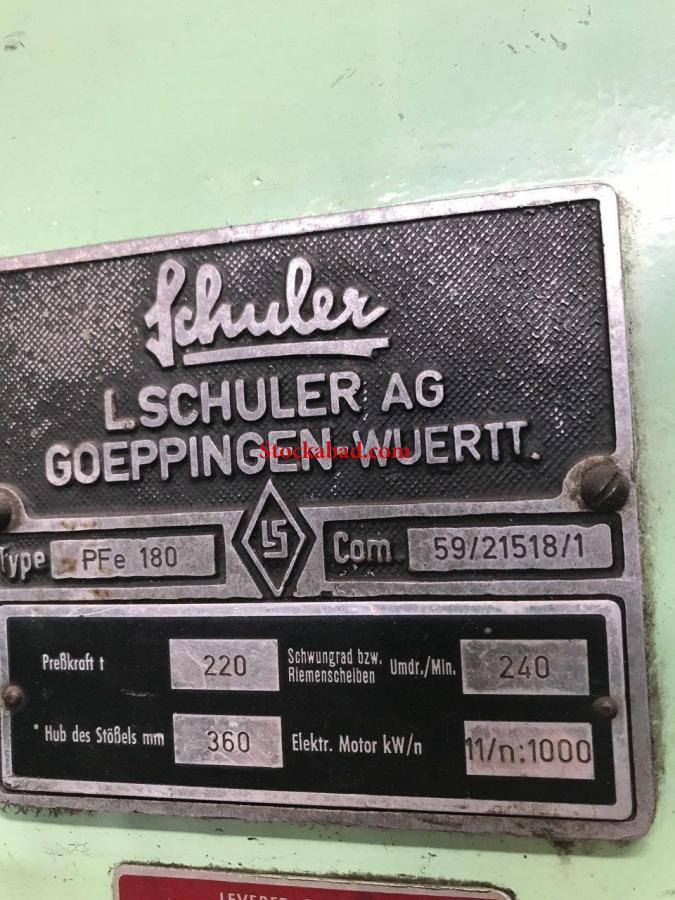 Schuler
L.SCHULER AG
GOEPPINGEN-WUERTT.
Stockabad.com
Type PFe 180 LS Com. 59/21518/1
Preßkraft t 220 Schwungrad bzw. Riemenscheiben Umdr./Min. 240
° Hub des Stößels mm 360 Elektr. Motor kW/n 11/n:1000